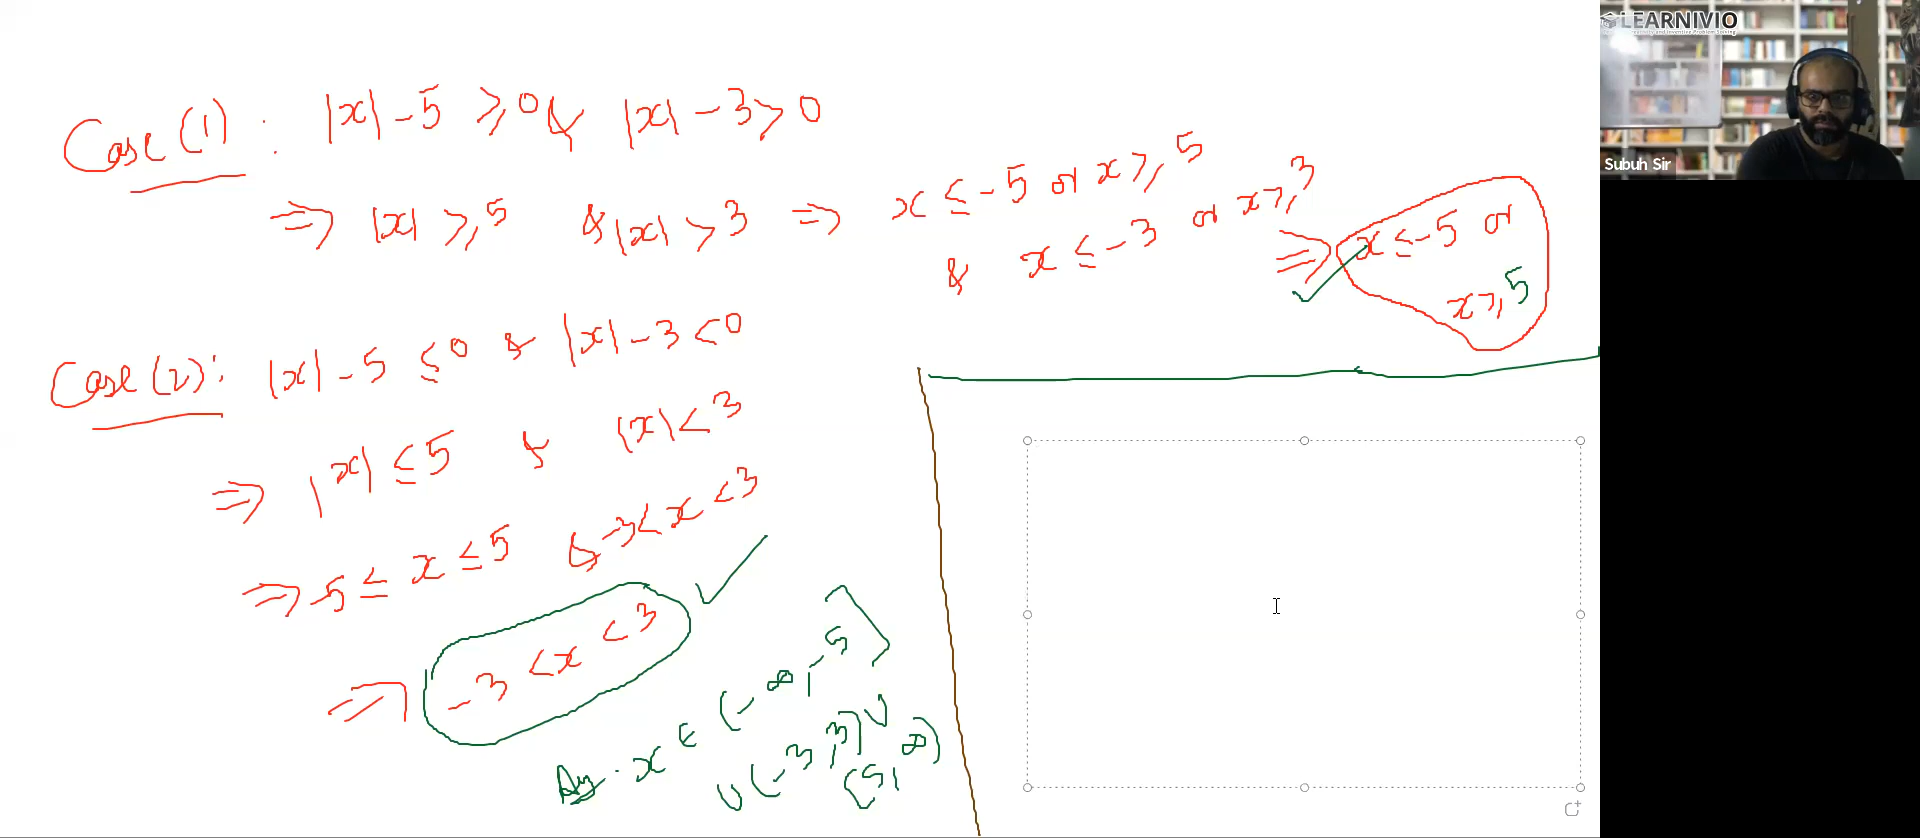 LEARNIVIO
Subuh Sir
Case (1) : |x| - 5 ≥ 0 & |x| - 3 > 0
⇒ |x| ≥ 5 & |x| > 3 ⇒ x ≤ -5 or x ≥ 5
& x ≤ -3 or x ≥ 3
⇒ x ≤ -5 or
x ≥ 5
Case (2) : |x| - 5 ≤ 0 & |x| - 3 < 0
⇒ |x| ≤ 5 & |x| < 3
⇒ -5 ≤ x ≤ 5 & -3 < x < 3
⇒ -3 < x < 3
Ay. x ∈ (-∞, -5]
∪ (-3, 3) ∪
[5, ∞)